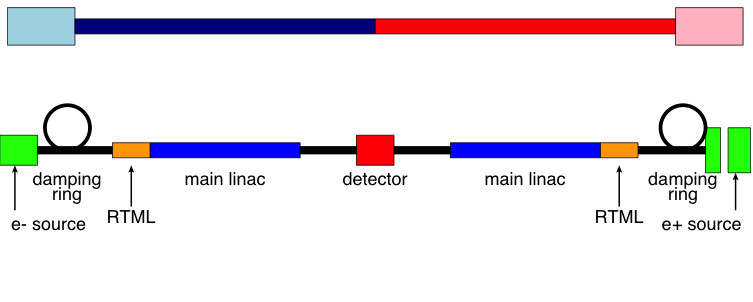 damping
ring
main linac
detector
main linac
damping
ring
RTML
RTML
e- source
e+ source